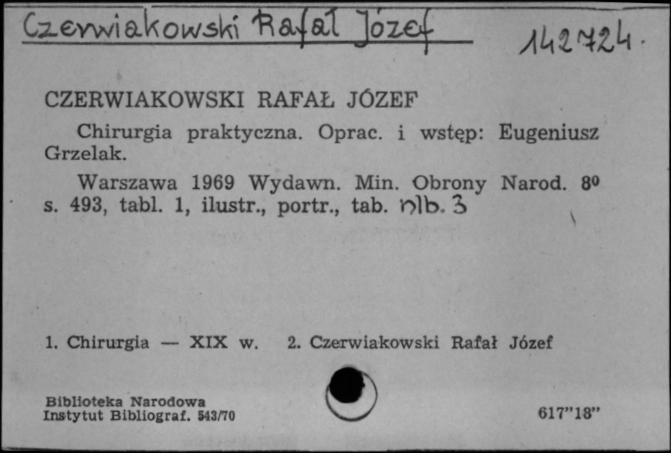 Czerwiakowski Rafał Józef
142724.
CZERWIAKOWSKI RAFAŁ JÓZEF
Chirurgia praktyczna. Oprac. i wstęp: Eugeniusz
Grzelak.
Warszawa 1969 Wydawn. Min. Obrony Narod. 8⁰
s. 493, tabl. 1, ilustr., portr., tab. nlb. 3
1. Chirurgia — XIX w. 2. Czerwiakowski Rafał Józef
Biblioteka Narodowa
Instytut Bibliograf. 543/70
617"18"